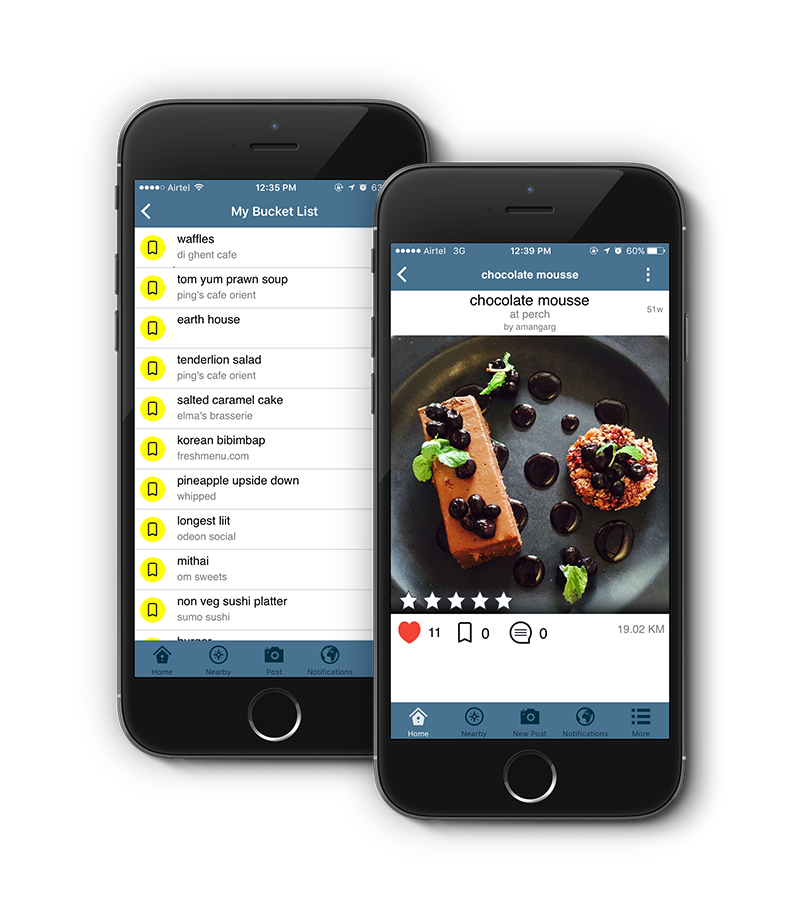 Airtel 12:35 PM 63
My Bucket List
waffles
di ghent cafe
tom yum prawn soup
ping's cafe orient
earth house
tenderlion salad
ping's cafe orient
salted caramel cake
elma's brasserie
korean bibimbap
freshmenu.com
pineapple upside down
whipped
longest liit
odeon social
mithai
om sweets
non veg sushi platter
sumo sushi
burger
Home Nearby Post Notifications
Airtel 3G 12:39 PM 60%
chocolate mousse
chocolate mousse
at perch
by amangarg
51w
11 0 0 19.02 KM
Home Nearby New Post Notifications More